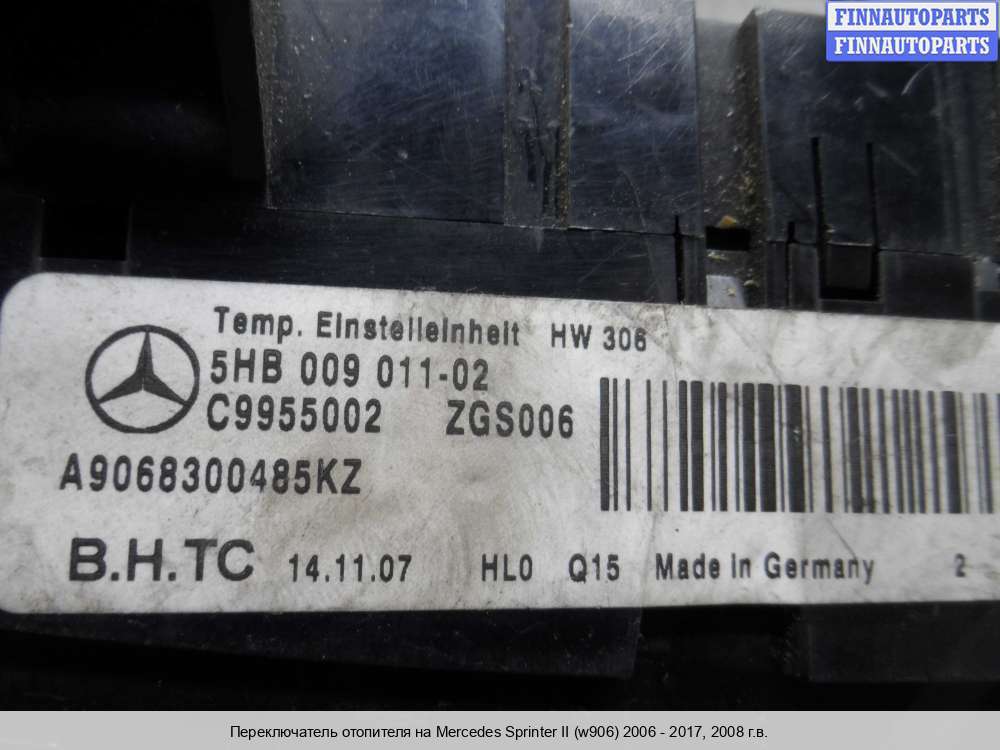 FINNAUTOPARTS
FINNAUTOPARTS
Temp. Einstelleinheit HW 306
5HB 009 011-02
C9955002 ZGS006
A9068300485KZ
B.H.TC 14.11.07 HL0 Q15 Made in Germany 2
Переключатель отопителя на Mercedes Sprinter II (w906) 2006 - 2017, 2008 г.в.